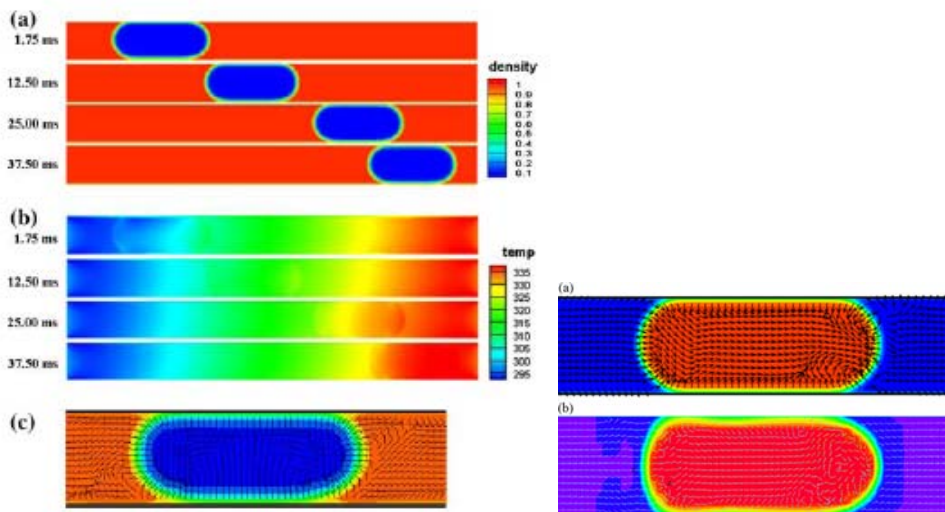 (a)
1.75 ms
12.50 ms
25.00 ms
37.50 ms
density
1
0.9
0.8
0.7
0.6
0.5
0.4
0.3
0.2
0.1
(b)
1.75 ms
12.50 ms
25.00 ms
37.50 ms
temp
335
330
325
320
315
310
305
300
295
(c)
(a)
(b)